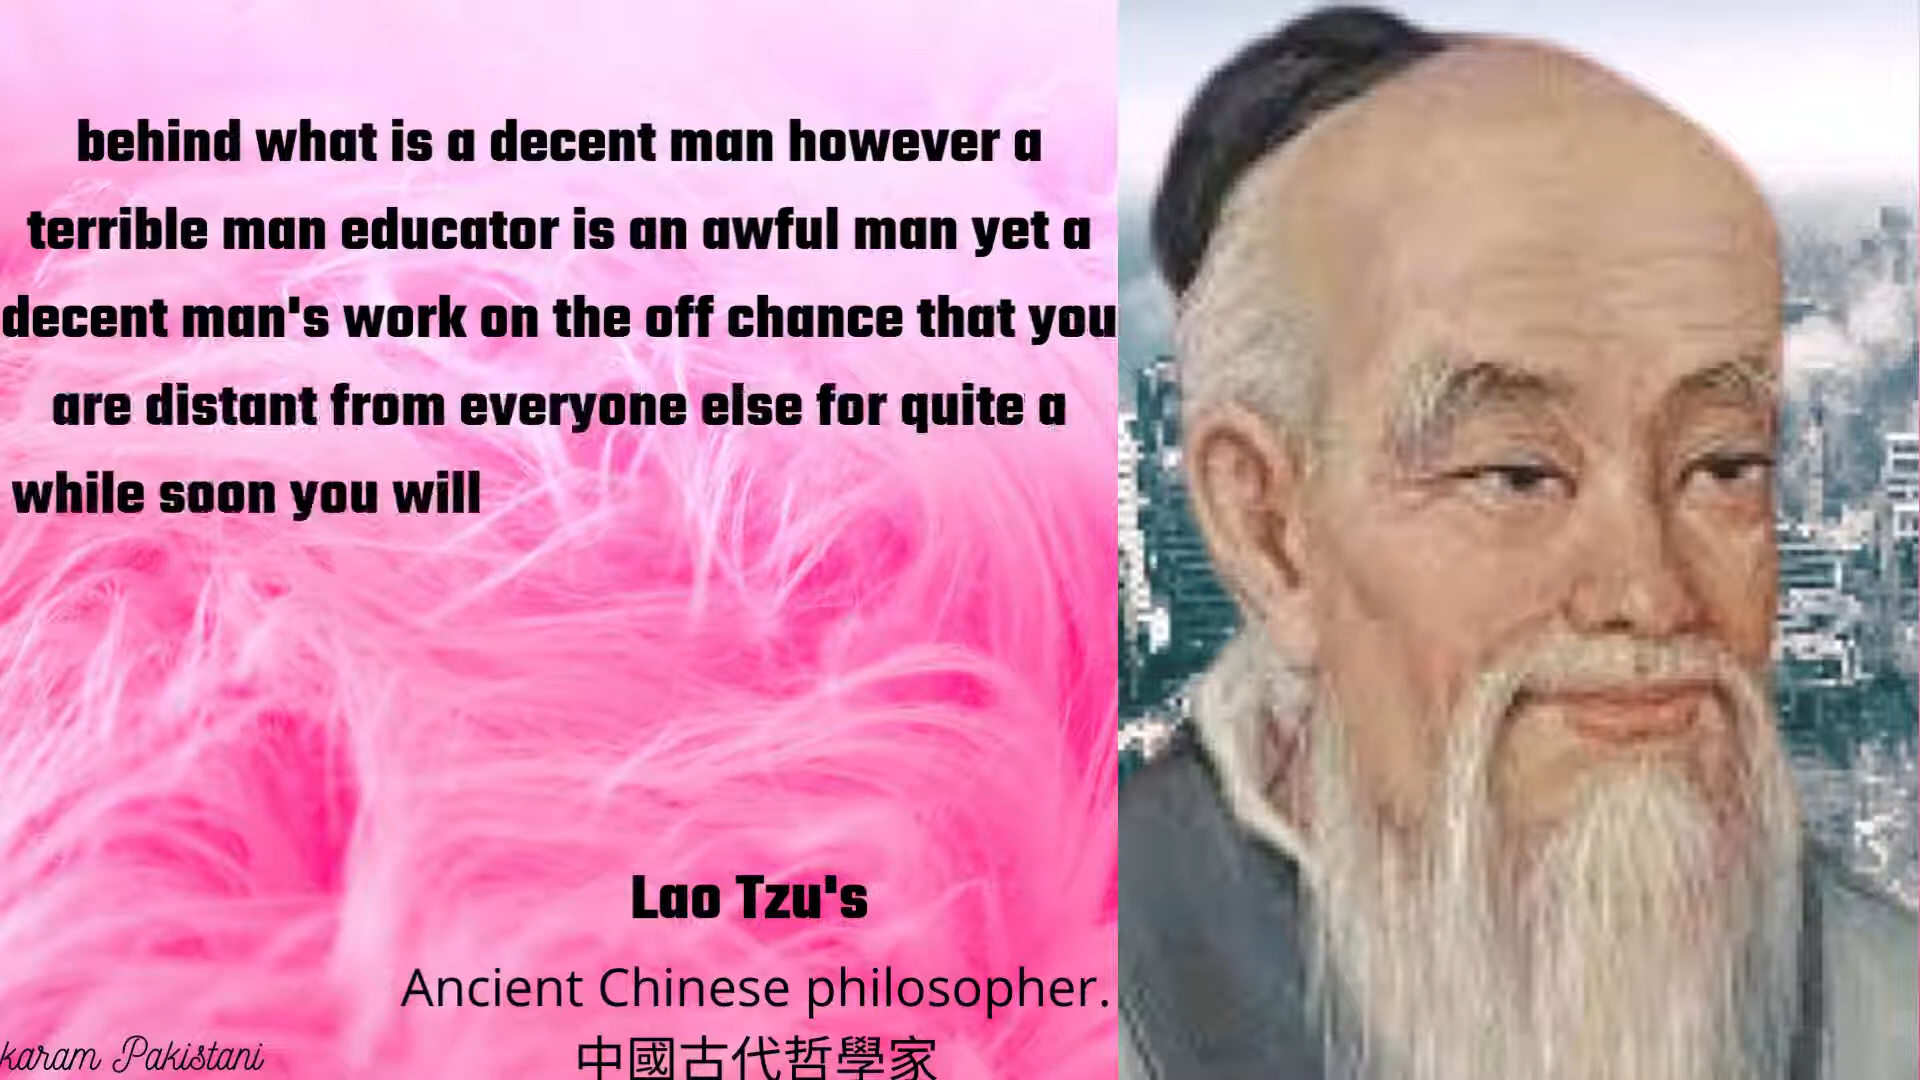 behind what is a decent man however a
terrible man educator is an awful man yet a
decent man's work on the off chance that you
are distant from everyone else for quite a
while soon you will
Lao Tzu's
Ancient Chinese philosopher.
中國古代哲學家
karam Pakistani